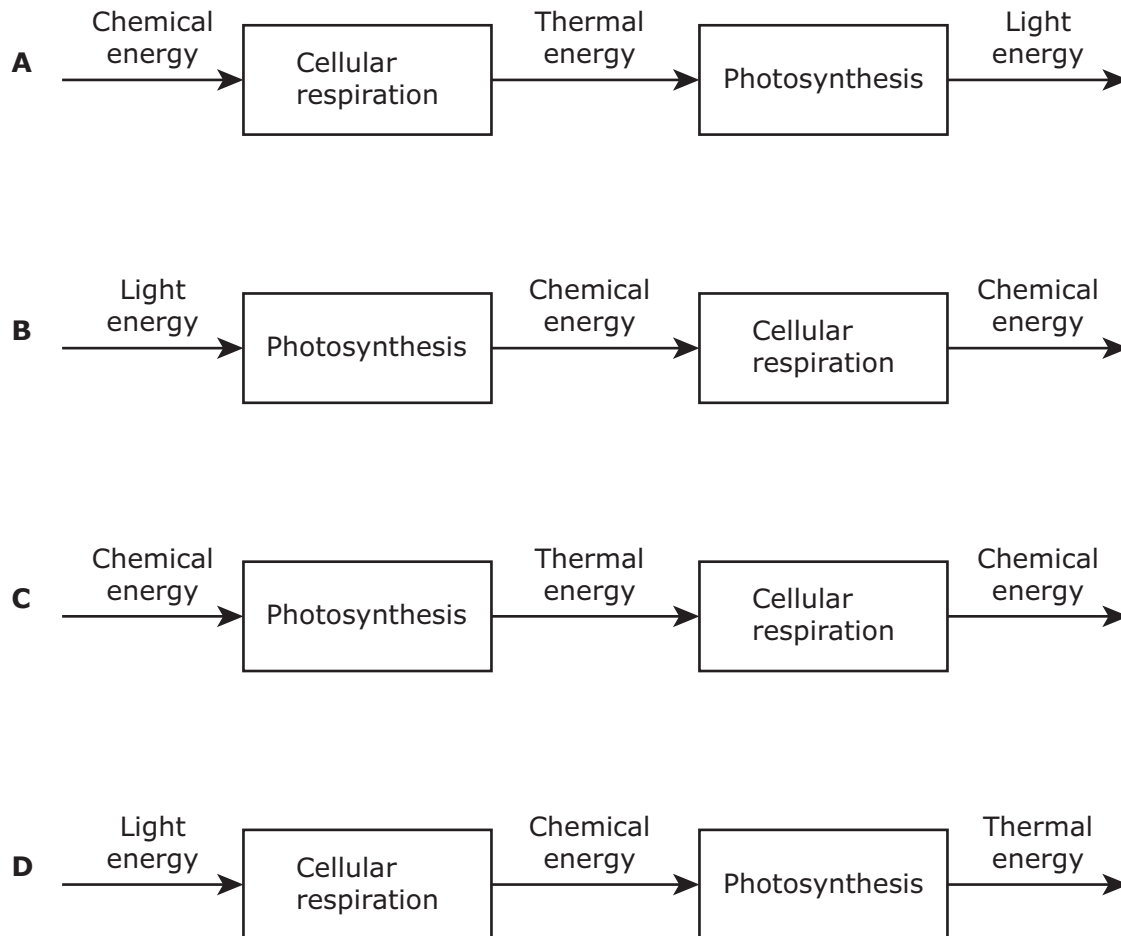 A
Chemical
energy
Cellular
respiration
Thermal
energy
Photosynthesis
Light
energy
B
Light
energy
Photosynthesis
Chemical
energy
Cellular
respiration
Chemical
energy
C
Chemical
energy
Photosynthesis
Thermal
energy
Cellular
respiration
Chemical
energy
D
Light
energy
Cellular
respiration
Chemical
energy
Photosynthesis
Thermal
energy